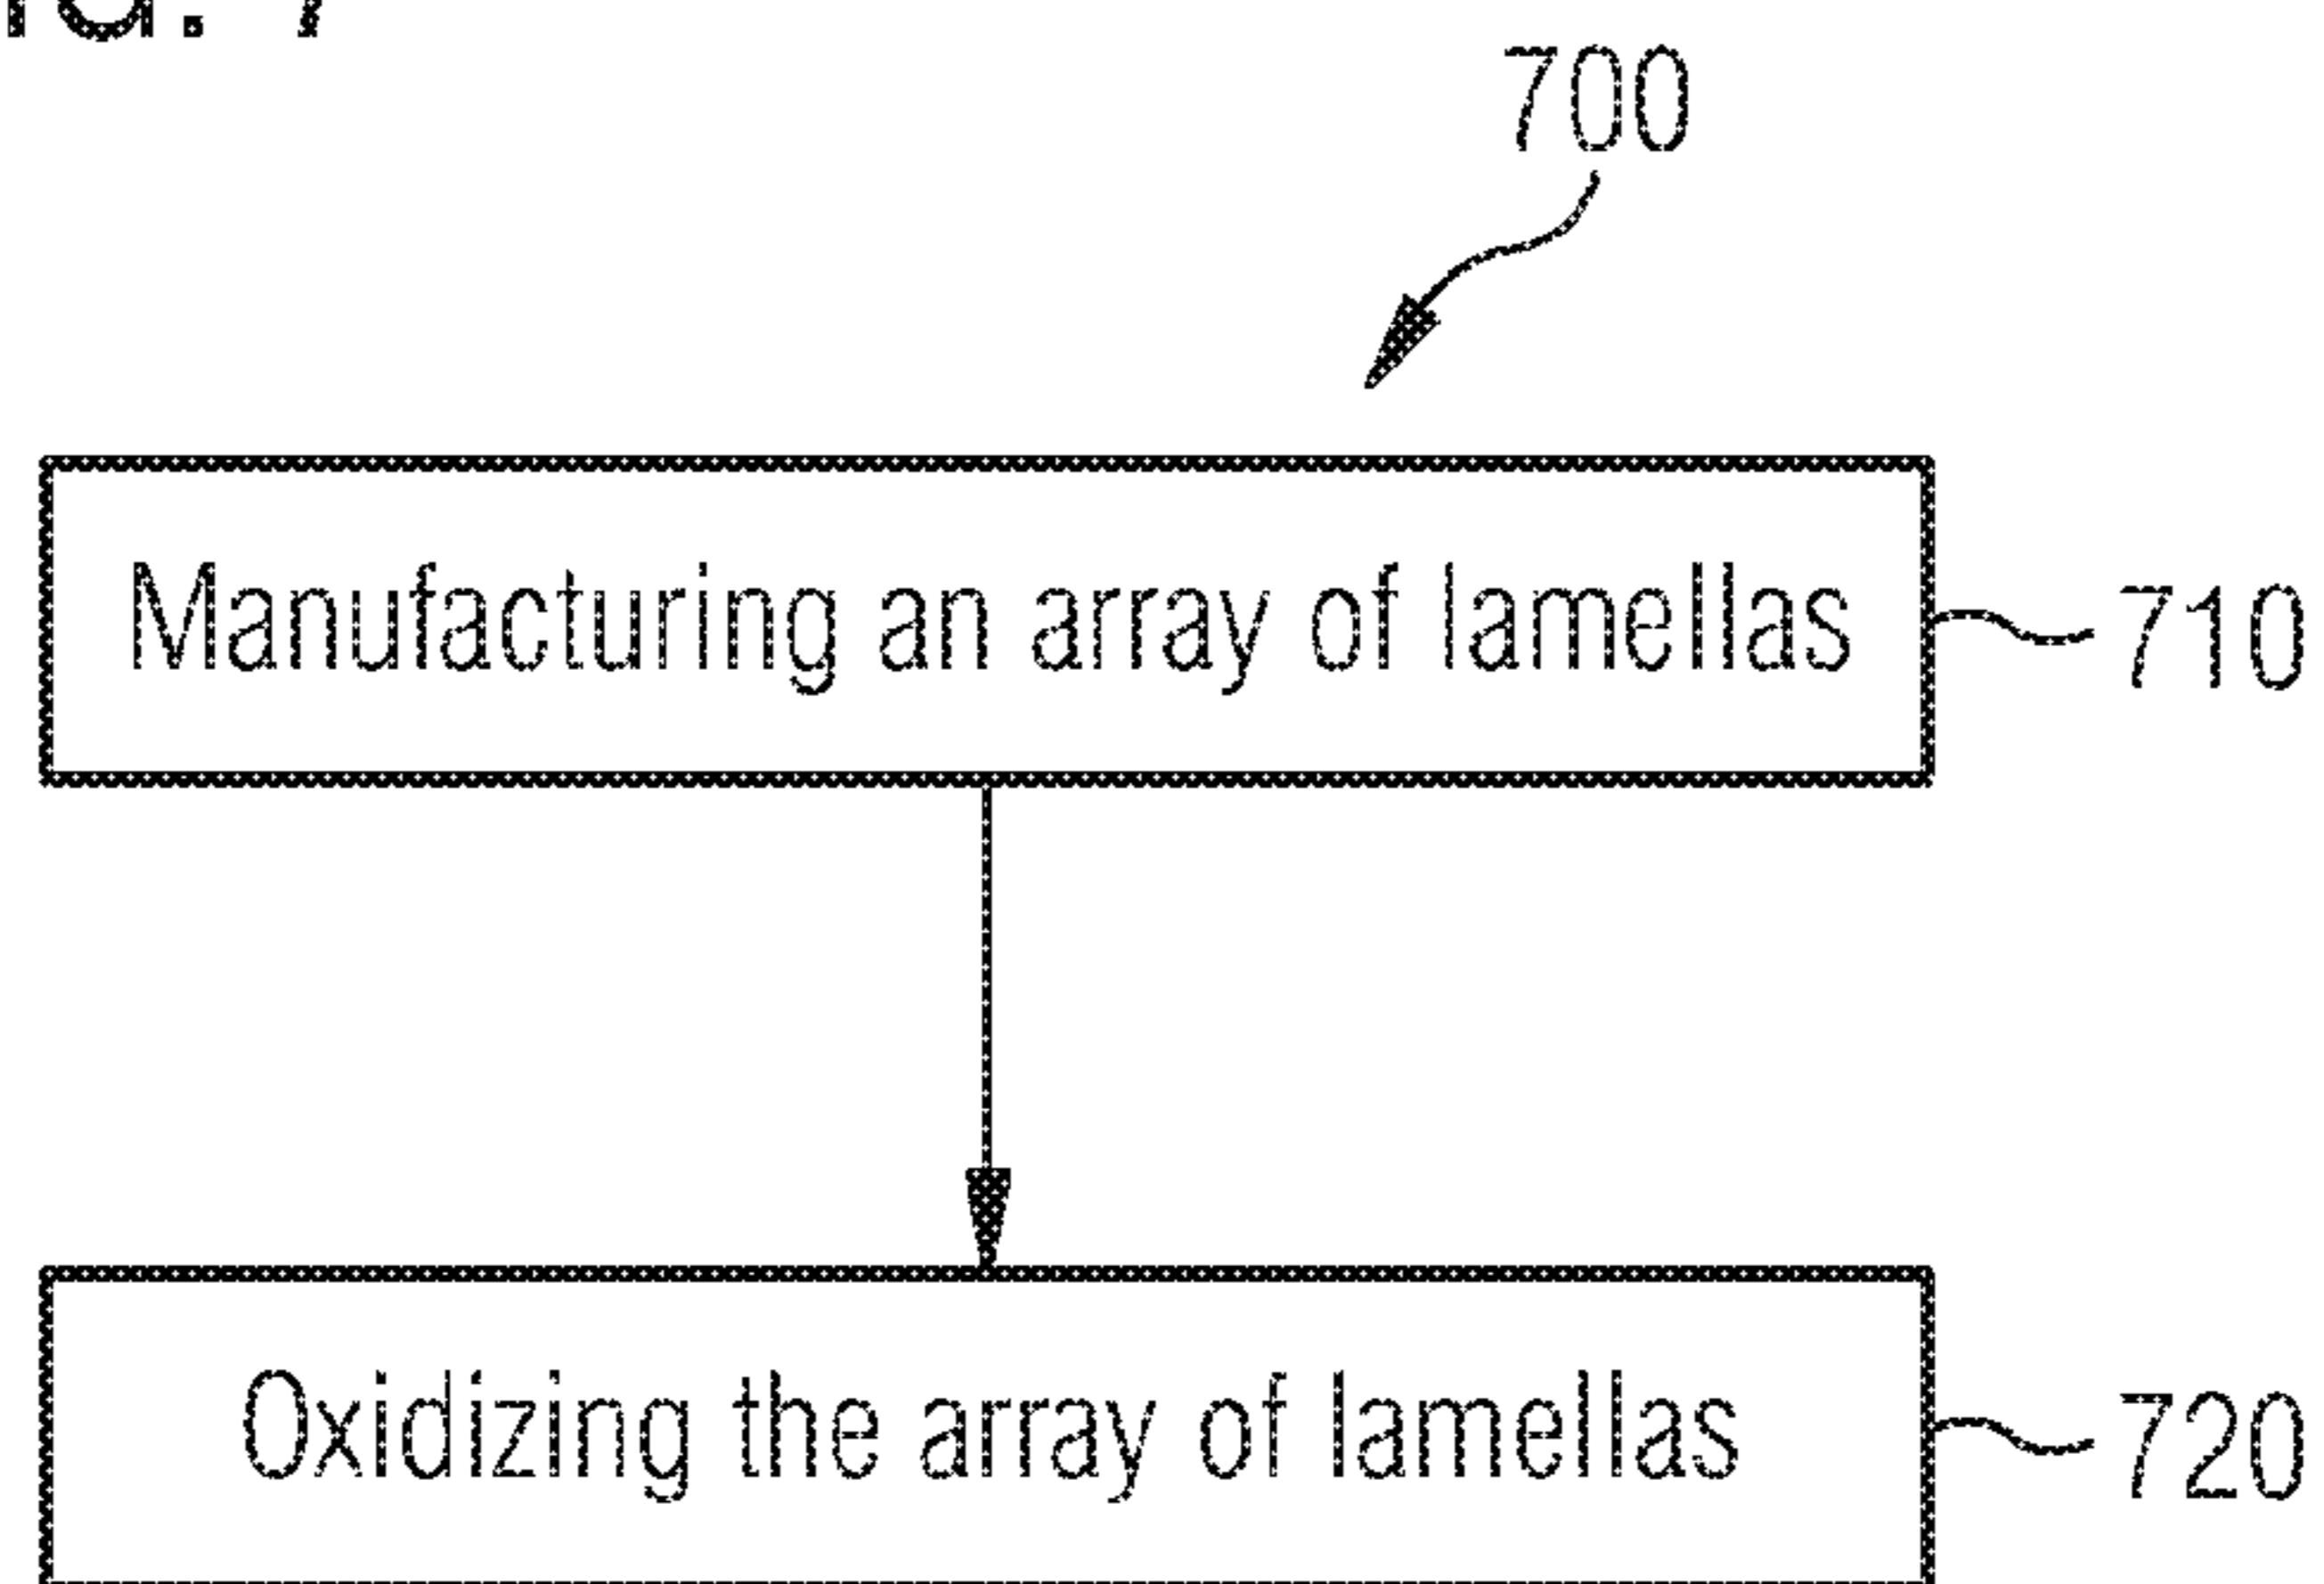 700
Manufacturing an array of lamellas
710
Oxidizing the array of lamellas
720